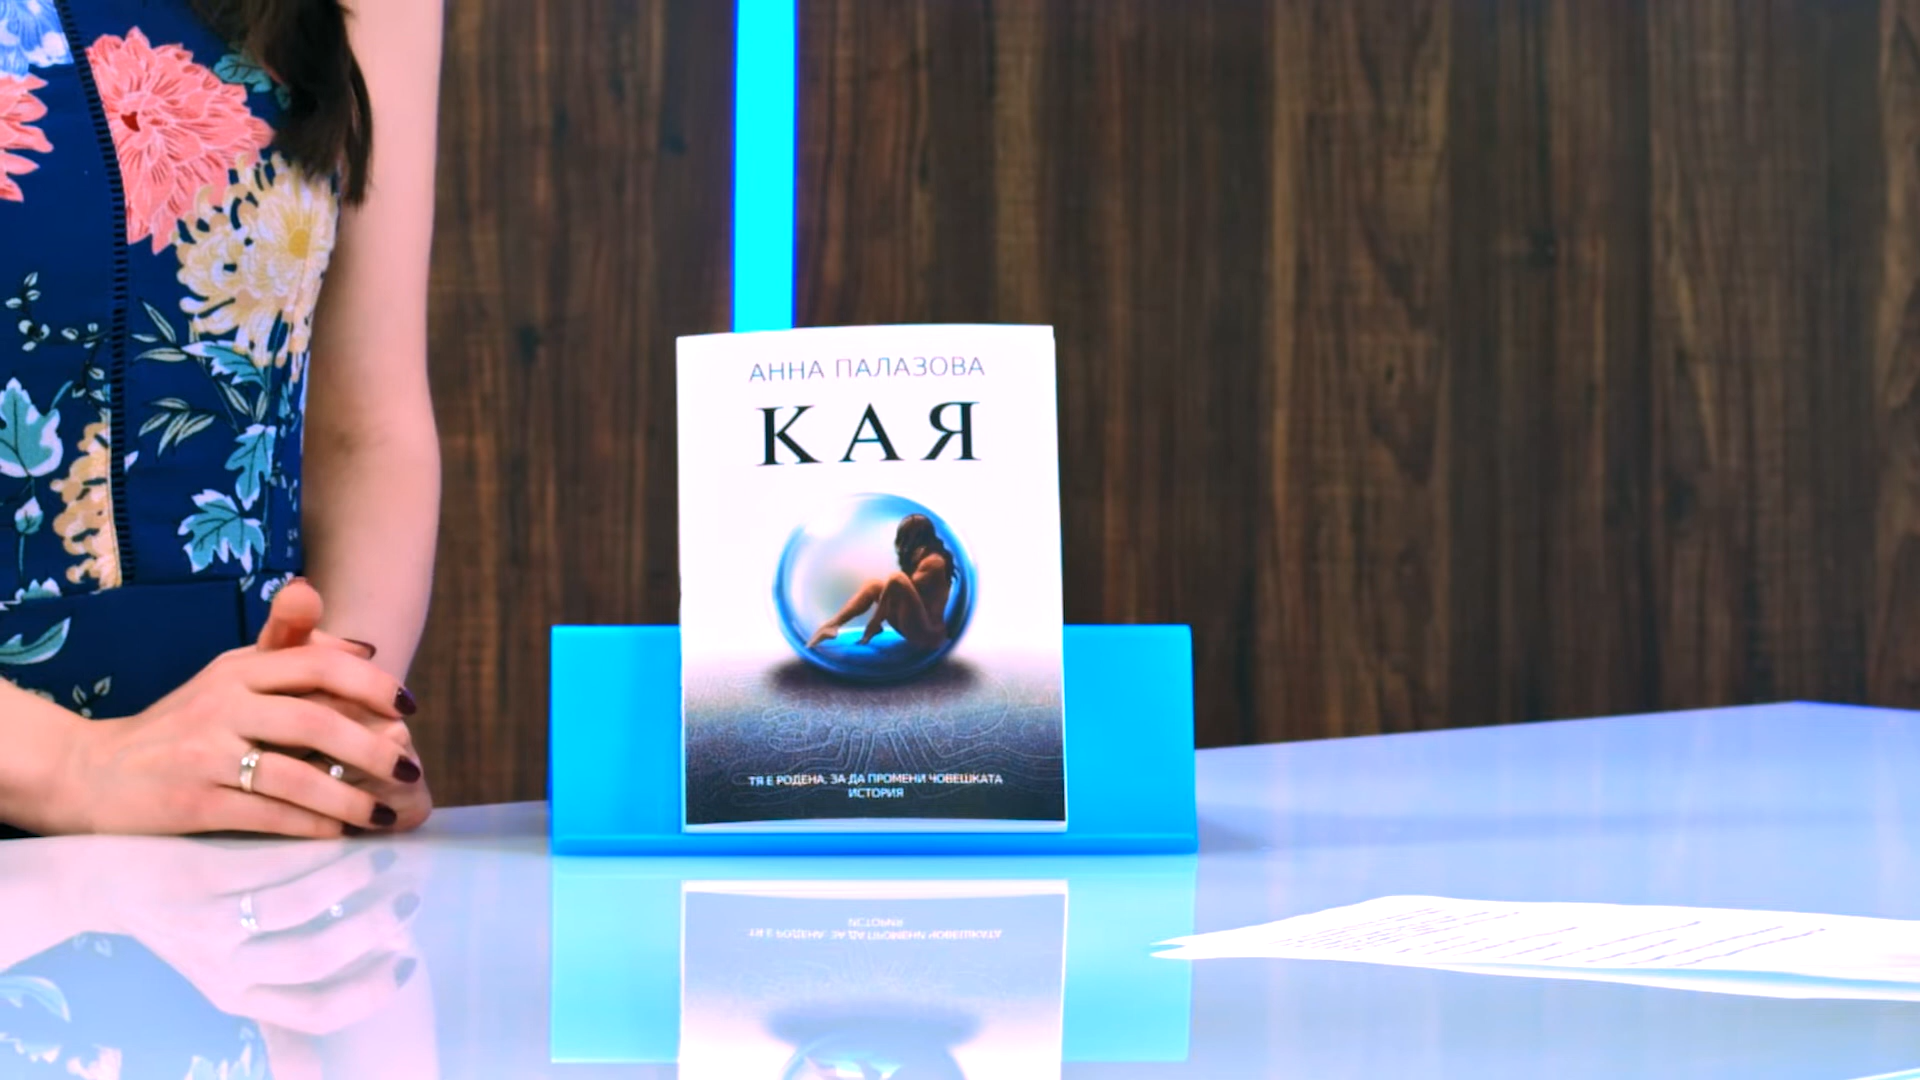 АННА ПАЛАЗОВА
КАЯ
ТЯ Е РОДЕНА, ЗА ДА ПРОМЕНИ ЧОВЕШКАТА
ИСТОРИЯ